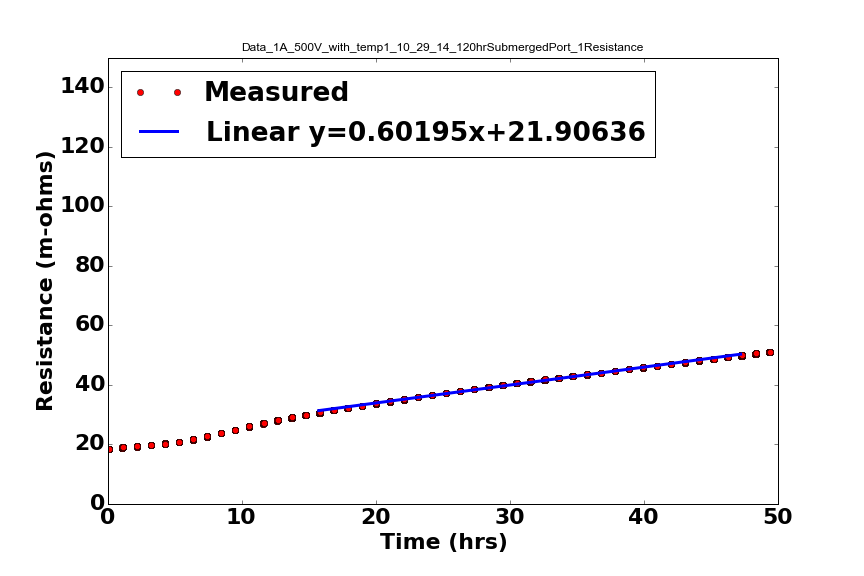 Data_1A_500V_with_temp1_10_29_14_120hrSubmergedPort_1Resistance
Measured
Linear y=0.60195x+21.90636
140
120
100
80
60
40
20
0
Resistance (m-ohms)
0 10 20 30 40 50
Time (hrs)